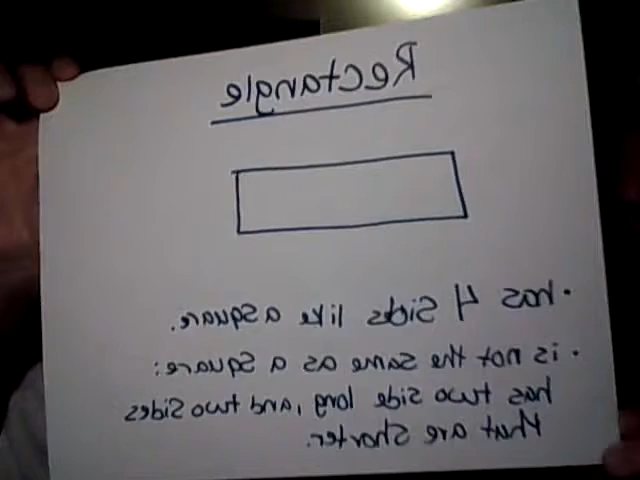 Rectangle
• has 4 Sids like a square.
• is not the same as a square:
has two side long, and two sides
that are shorter.